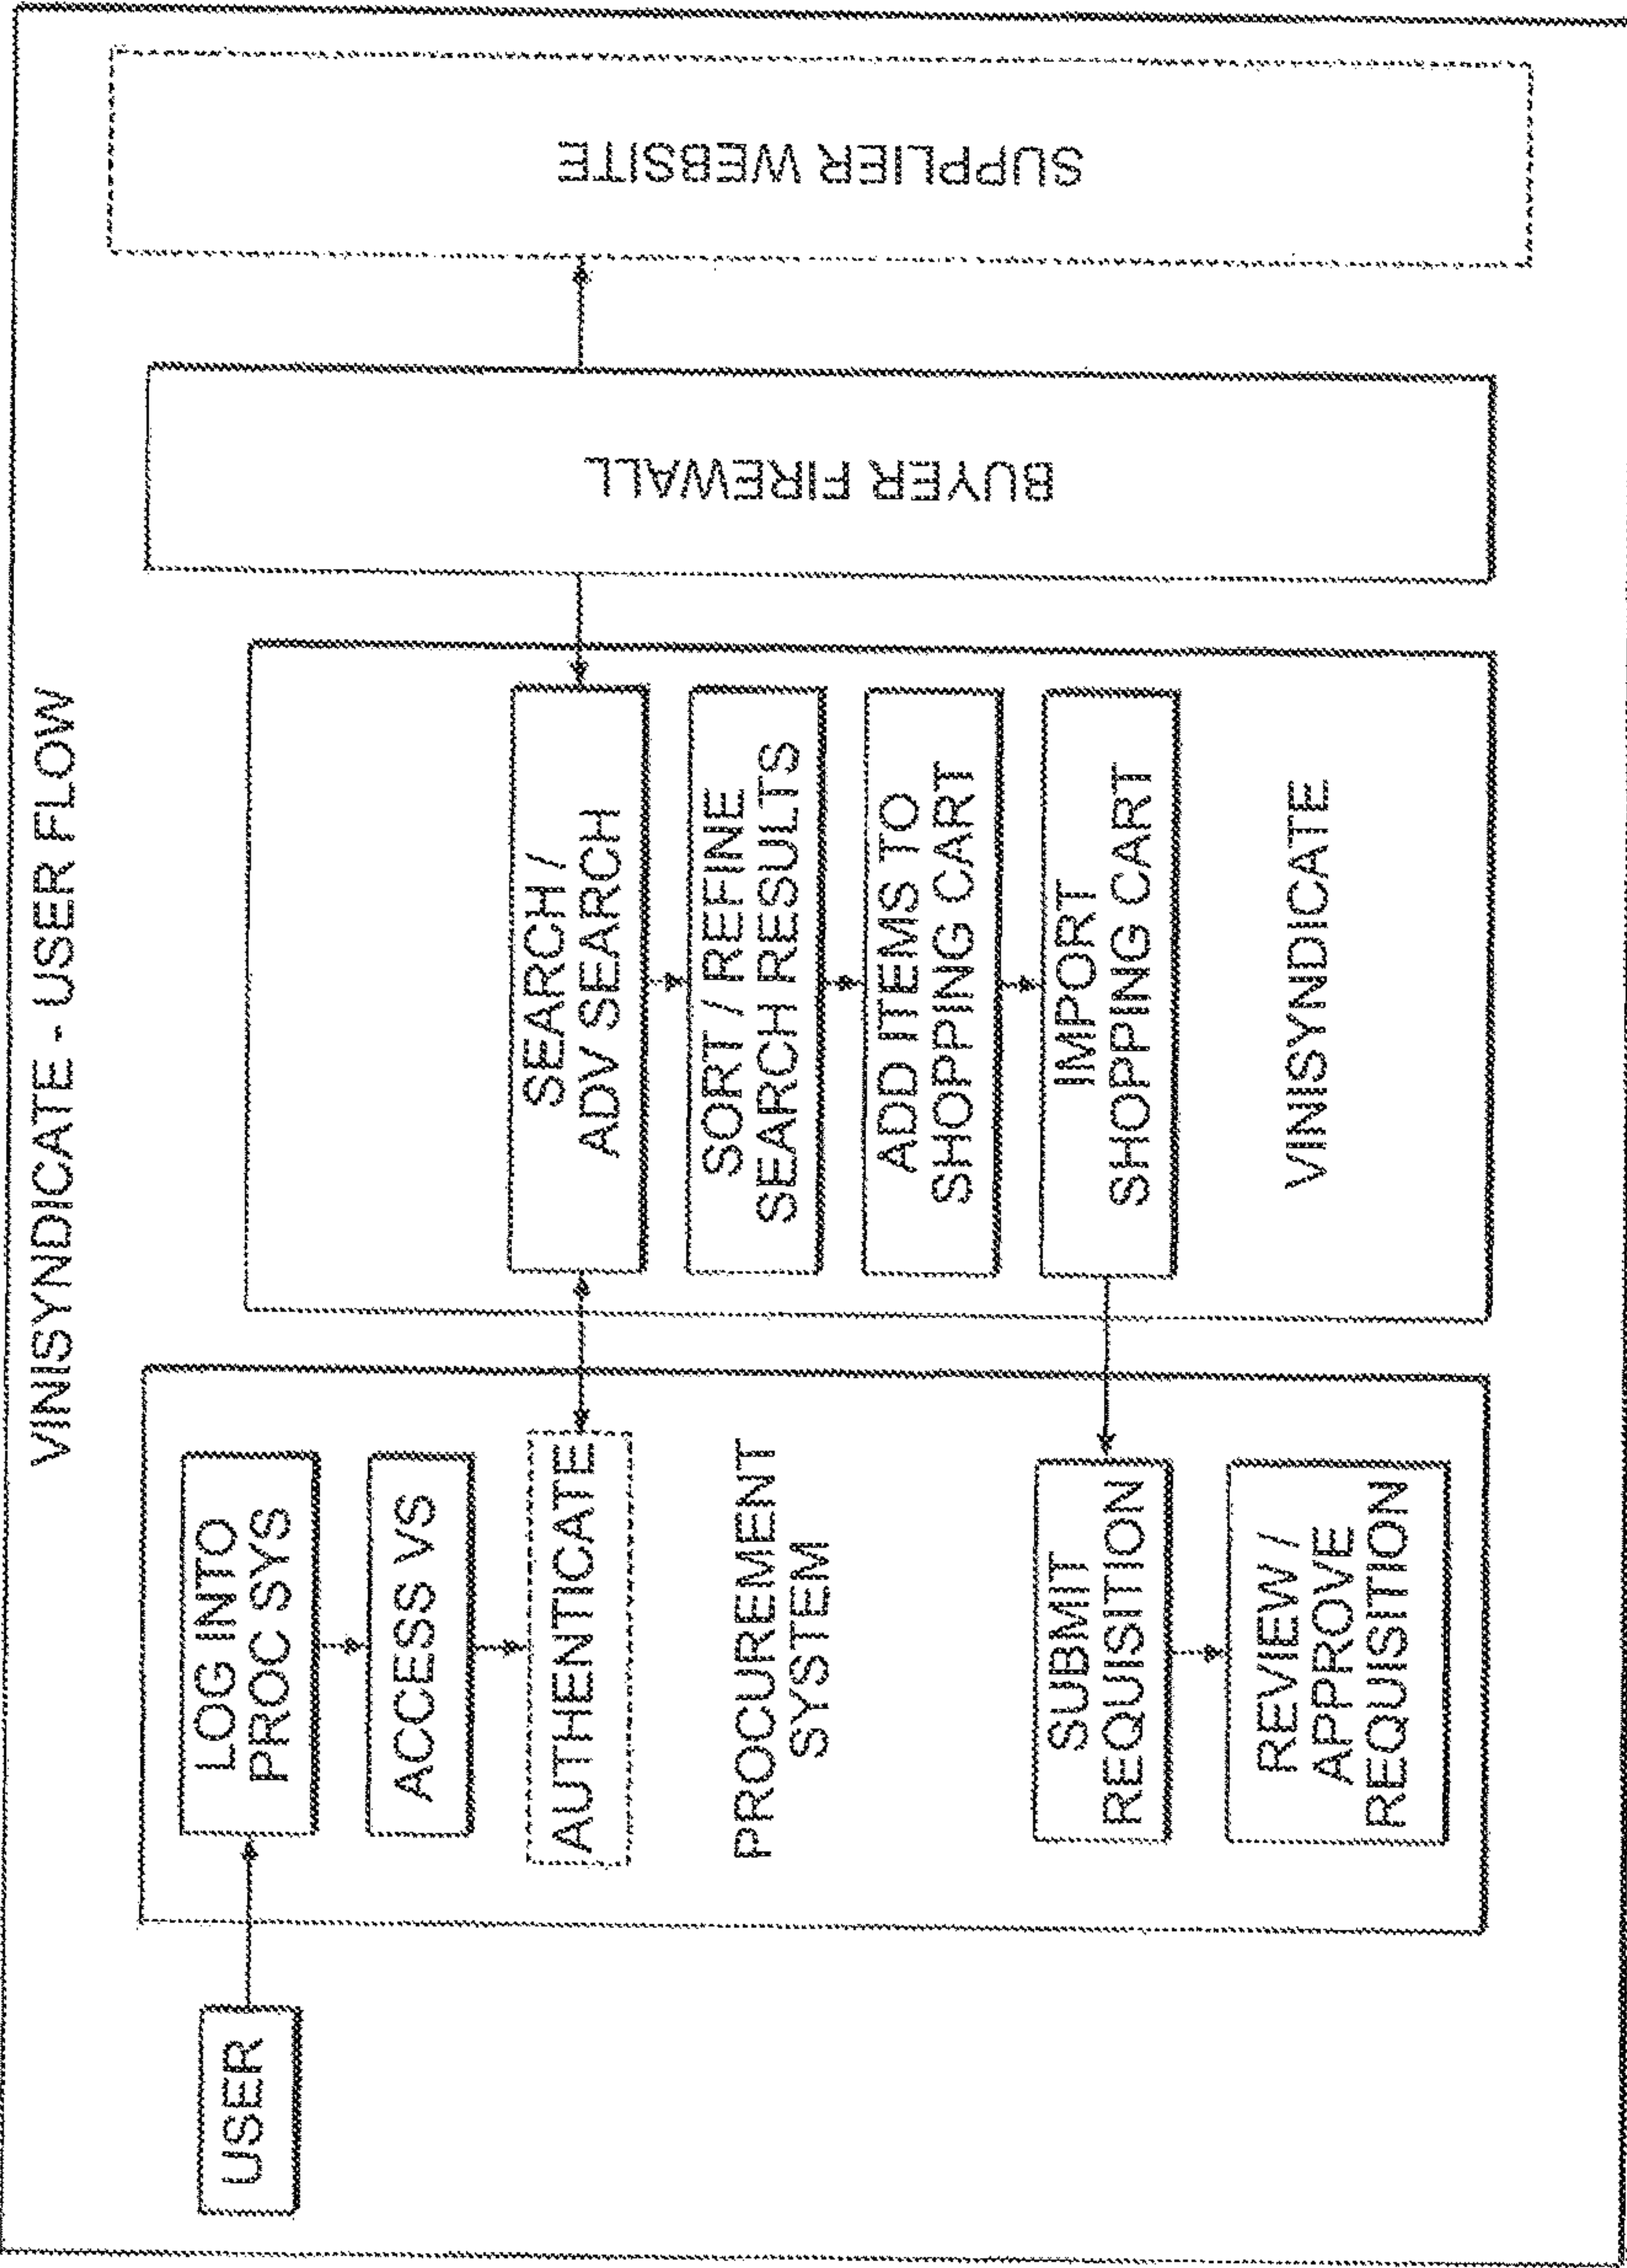 VINISYNDICATE - USER FLOW
USER
LOG INTO
PROC SYS
ACCESS VS
AUTHENTICATE
PROCUREMENT
SYSTEM
SUBMIT
REQUISITION
REVIEW /
APPROVE
REQUISITION
SEARCH /
ADV SEARCH
SORT / REFINE
SEARCH RESULTS
ADD ITEMS TO
SHOPPING CART
IMPORT
SHOPPING CART
VINISYNDICATE
BUYER FIREWALL
SUPPLIER WEBSITE